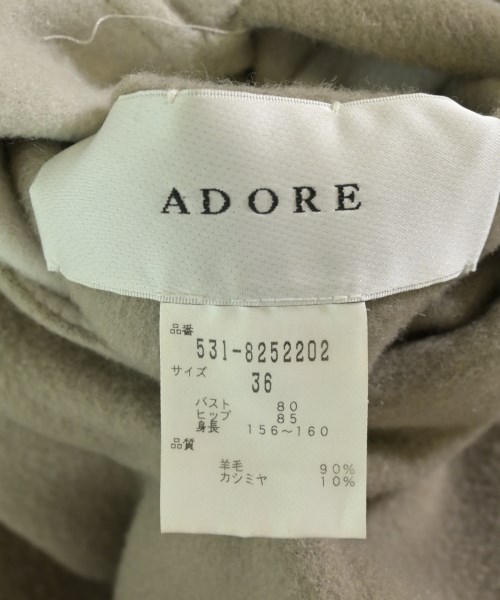 ADORE
品番
531-8252202
サイズ
36
バスト 80
ヒップ 85
身長 156〜160
品質
羊毛 90%
カシミヤ 10%